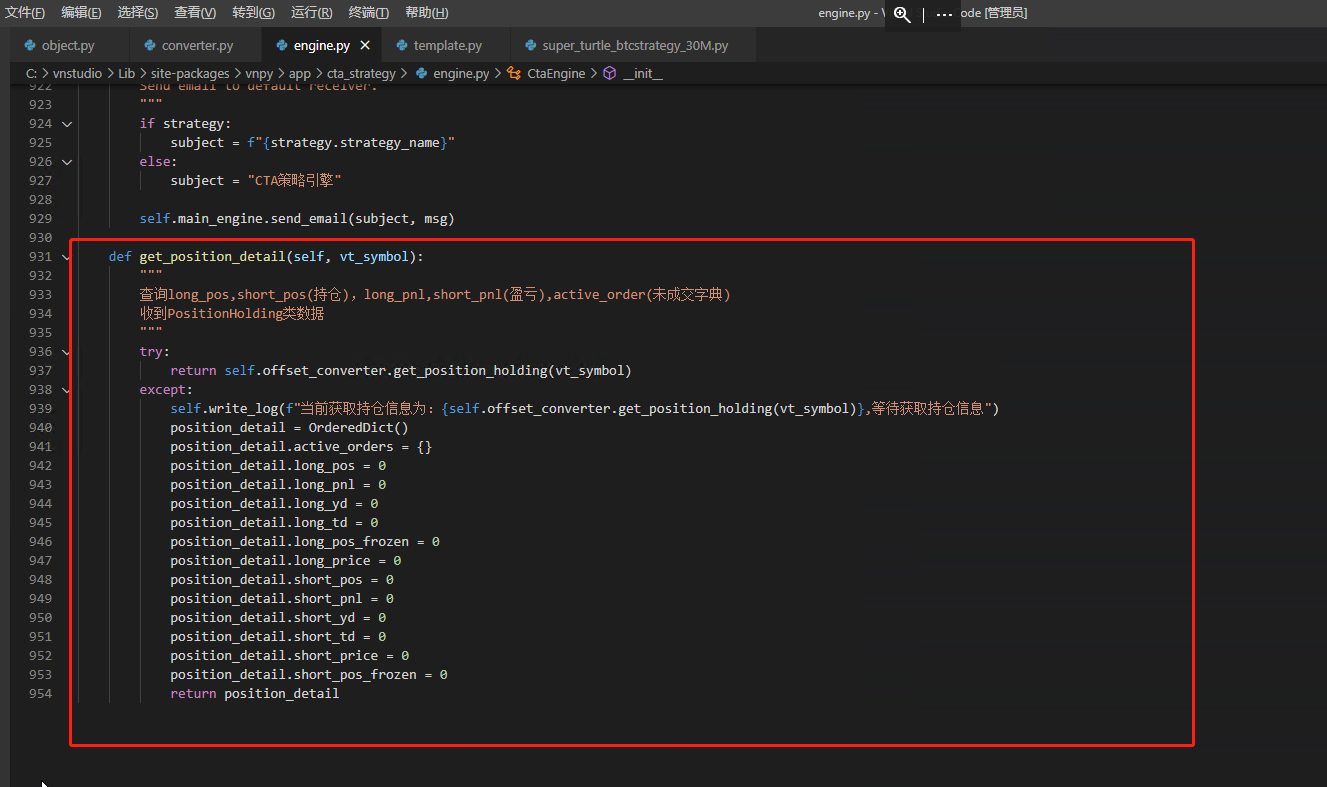 文件(F) 编辑(E) 选择(S) 查看(V) 转到(G) 运行(R) 终端(T) 帮助(H) engine.py - V ode [管理员]
object.py converter.py engine.py template.py super_turtle_btcstrategy_30M.py
C: > vnstudio > Lib > site-packages > vnpy > app > cta_strategy > engine.py > CtaEngine > __init__
922 Send email to default receiver.
923 """
924 if strategy:
925 subject = f"{strategy.strategy_name}"
926 else:
927 subject = "CTA策略引擎"
928
929 self.main_engine.send_email(subject, msg)
930
931 def get_position_detail(self, vt_symbol):
932 """
933 查询long_pos,short_pos(持仓), long_pnl,short_pnl(盈亏),active_order(未成交字典)
934 收到PositionHolding类数据
935 """
936 try:
937 return self.offset_converter.get_position_holding(vt_symbol)
938 except:
939 self.write_log(f"当前获取持仓信息为: {self.offset_converter.get_position_holding(vt_symbol)},等待获取持仓信息")
940 position_detail = OrderedDict()
941 position_detail.active_orders = {}
942 position_detail.long_pos = 0
943 position_detail.long_pnl = 0
944 position_detail.long_yd = 0
945 position_detail.long_td = 0
946 position_detail.long_pos_frozen = 0
947 position_detail.long_price = 0
948 position_detail.short_pos = 0
949 position_detail.short_pnl = 0
950 position_detail.short_yd = 0
951 position_detail.short_td = 0
952 position_detail.short_price = 0
953 position_detail.short_pos_frozen = 0
954 return position_detail